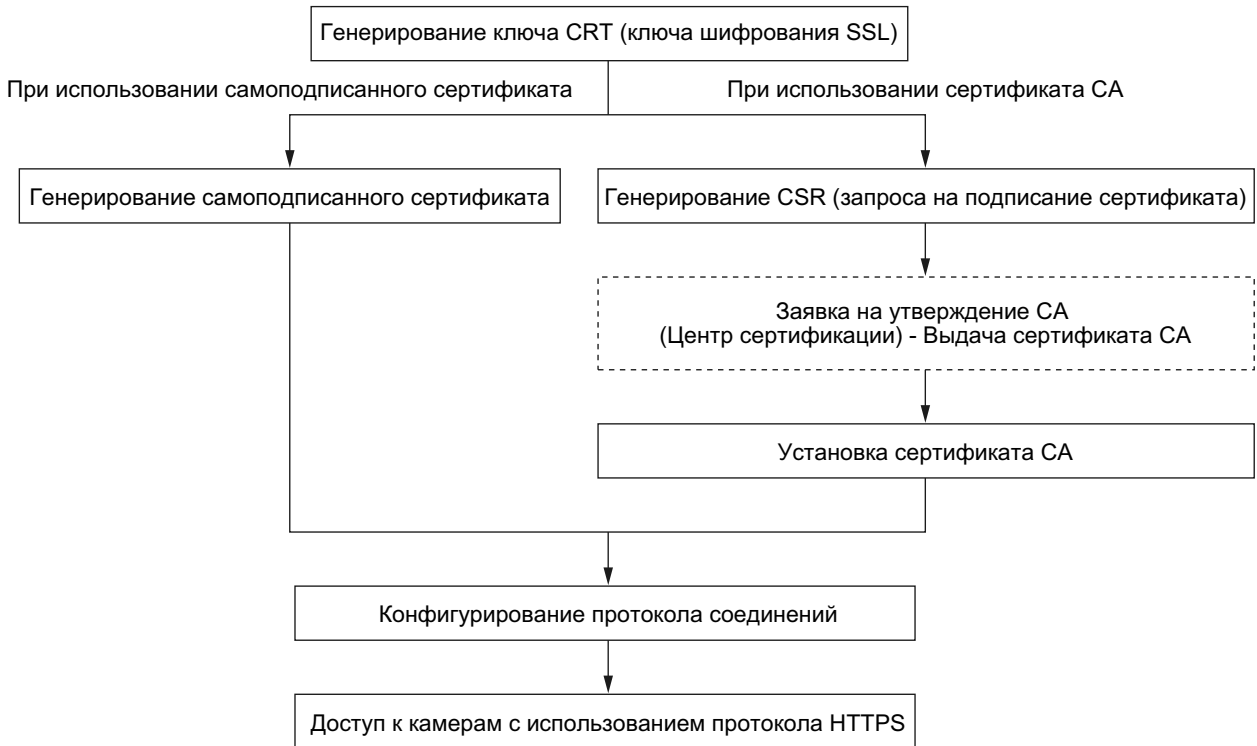 Генерирование ключа CRT (ключа шифрования SSL)
При использовании самоподписанного сертификата
При использовании сертификата CA
Генерирование самоподписанного сертификата
Генерирование CSR (запроса на подписание сертификата)
Заявка на утверждение CA
(Центр сертификации) - Выдача сертификата CA
Установка сертификата CA
Конфигурирование протокола соединений
Доступ к камерам с использованием протокола HTTPS